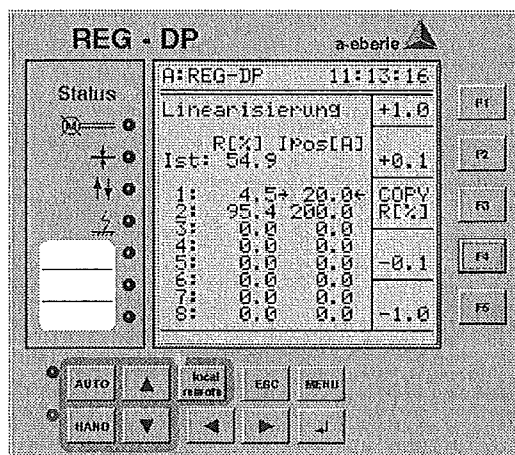 REG - DP
a-eberle
Status
M
A:REG-DP 11:13:16
Linearisierung
R[%] IPos[A]
Ist: 54.9
1: 4.5→ 20.0←
2: 95.4 200.0
3: 0.0 0.0
4: 0.0 0.0
5: 0.0 0.0
6: 0.0 0.0
7: 0.0 0.0
8: 0.0 0.0
+1.0
+0.1
COPY
R[%]
-0.1
-1.0
F1
F2
F3
F4
F5
AUTO
local
remote
ESC
MENU
HAND